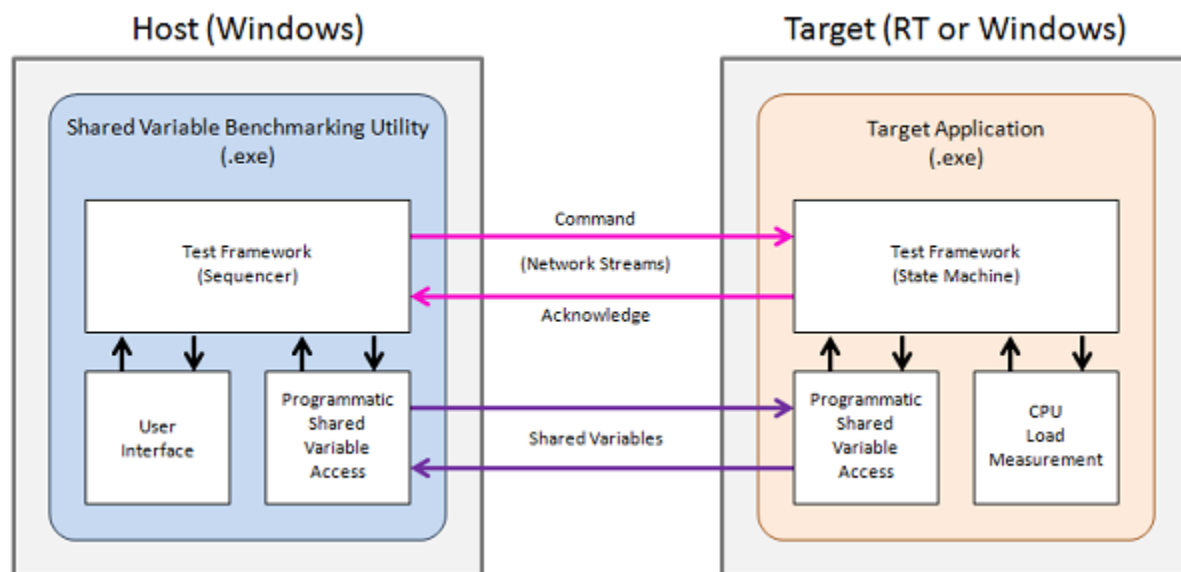 Host (Windows)
Target (RT or Windows)
Shared Variable Benchmarking Utility
(.exe)
Target Application
(.exe)
Test Framework
(Sequencer)
Command
(Network Streams)
Acknowledge
Test Framework
(State Machine)
User
Interface
Programmatic
Shared
Variable
Access
Shared Variables
Programmatic
Shared
Variable
Access
CPU
Load
Measurement